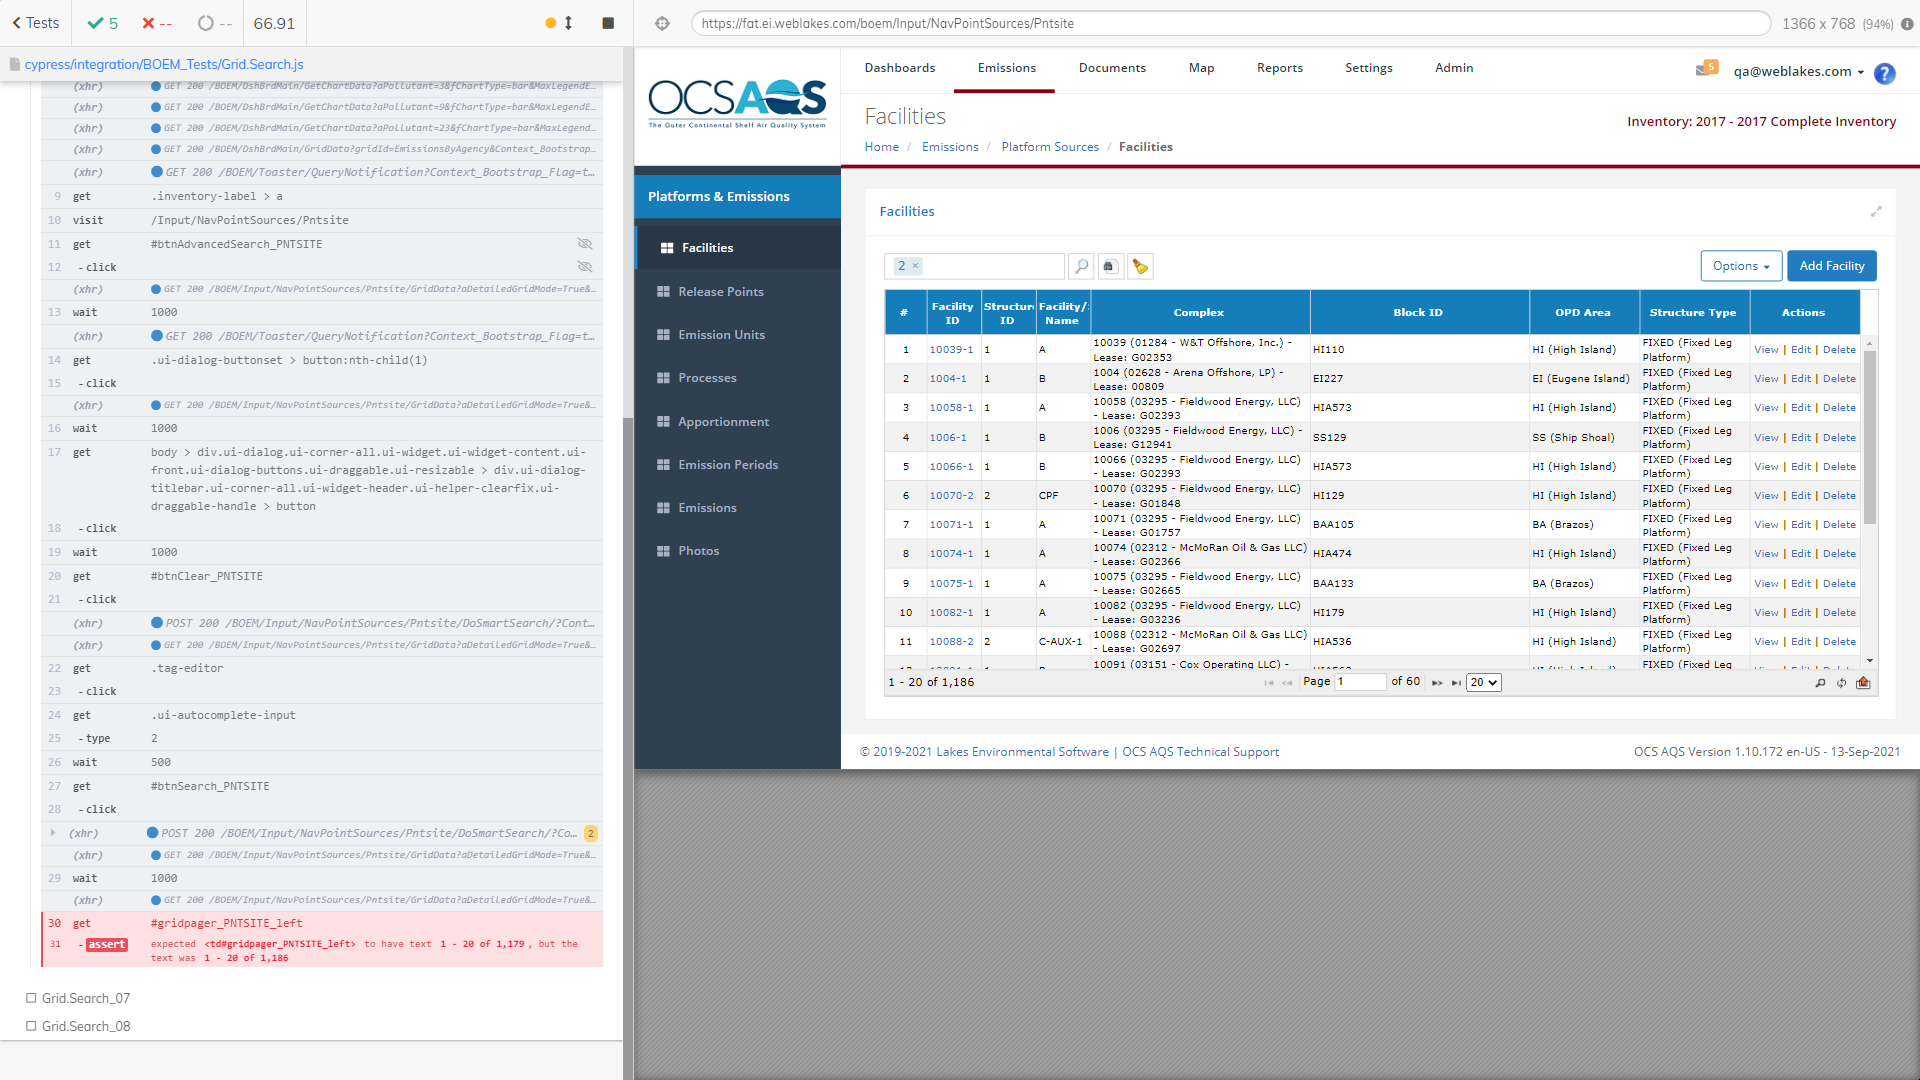 Tests
5
--
--
66.91
cypress/integration/BOEM_Tests/Grid.Search.js
(xhr) GET 200 /BOEM/DshBrdMain/GetChartData?aPollutant=3&fChartType=bar&MaxLegendE...
(xhr) GET 200 /BOEM/DshBrdMain/GetChartData?aPollutant=9&fChartType=bar&MaxLegendE...
(xhr) GET 200 /BOEM/DshBrdMain/GetChartData?aPollutant=23&fChartType=bar&MaxLegend...
(xhr) GET 200 /BOEM/DshBrdMain/GridData?gridId=EmissionsByAgency&Context_Bootstrap...
(xhr) GET 200 /BOEM/Toaster/QueryNotification?Context_Bootstrap_Flag=t...
9 get .inventory-label > a
10 visit /Input/NavPointSources/Pntsite
11 get #btnAdvancedSearch_PNTSITE
12 -click
(xhr) GET 200 /BOEM/Input/NavPointSources/Pntsite/GridData?aDetailedGridMode=True&...
13 wait 1000
(xhr) GET 200 /BOEM/Toaster/QueryNotification?Context_Bootstrap_Flag=t...
14 get .ui-dialog-buttonset > button:nth-child(1)
15 -click
(xhr) GET 200 /BOEM/Input/NavPointSources/Pntsite/GridData?aDetailedGridMode=True&...
16 wait 1000
17 get body > div.ui-dialog.ui-corner-all.ui-widget.ui-widget-content.ui-
front.ui-dialog-buttons.ui-draggable.ui-resizable > div.ui-dialog-
titlebar.ui-corner-all.ui-widget-header.ui-helper-clearfix.ui-
draggable-handle > button
18 -click
19 wait 1000
20 get #btnClear_PNTSITE
21 -click
(xhr) POST 200 /BOEM/Input/NavPointSources/Pntsite/DoSmartSearch/?Cont...
(xhr) GET 200 /BOEM/Input/NavPointSources/Pntsite/GridData?aDetailedGridMode=True&...
22 get .tag-editor
23 -click
24 get .ui-autocomplete-input
25 -type 2
26 wait 500
27 get #btnSearch_PNTSITE
28 -click
(xhr) POST 200 /BOEM/Input/NavPointSources/Pntsite/DoSmartSearch/?Co... 2
(xhr) GET 200 /BOEM/Input/NavPointSources/Pntsite/GridData?aDetailedGridMode=True&...
29 wait 1000
(xhr) GET 200 /BOEM/Input/NavPointSources/Pntsite/GridData?aDetailedGridMode=True&...
30 get #gridpager_PNTSITE_left
31 -assert expected <td#gridpager_PNTSITE_left> to have text 1 - 20 of 1,179, but the
text was 1 - 20 of 1,186
Grid.Search_07
Grid.Search_08
https://fat.ei.weblakes.com/boem/Input/NavPointSources/Pntsite
1366 x 768 (94%)
OCSAQS
The Outer Continental Shelf Air Quality System
Dashboards Emissions Documents Map Reports Settings Admin
5
qa@weblakes.com
?
Facilities
Inventory: 2017 - 2017 Complete Inventory
Home / Emissions / Platform Sources / Facilities
Platforms & Emissions
Facilities
Release Points
Emission Units
Processes
Apportionment
Emission Periods
Emissions
Photos
Facilities
2 ×
Options
Add Facility
# Facility ID Structur ID Facility/ Name Complex Block ID OPD Area Structure Type Actions
1 10039-1 1 A 10039 (01284 - W&T Offshore, Inc.) - Lease: G02353 HI110 HI (High Island) FIXED (Fixed Leg Platform) View | Edit | Delete
2 1004-1 1 B 1004 (02628 - Arena Offshore, LP) - Lease: 00809 EI227 EI (Eugene Island) FIXED (Fixed Leg Platform) View | Edit | Delete
3 10058-1 1 A 10058 (03295 - Fieldwood Energy, LLC) - Lease: G02393 HIA573 HI (High Island) FIXED (Fixed Leg Platform) View | Edit | Delete
4 1006-1 1 B 1006 (03295 - Fieldwood Energy, LLC) - Lease: G12941 SS129 SS (Ship Shoal) FIXED (Fixed Leg Platform) View | Edit | Delete
5 10066-1 1 B 10066 (03295 - Fieldwood Energy, LLC) - Lease: G02393 HIA573 HI (High Island) FIXED (Fixed Leg Platform) View | Edit | Delete
6 10070-2 2 CPF 10070 (03295 - Fieldwood Energy, LLC) - Lease: G01848 HI129 HI (High Island) FIXED (Fixed Leg Platform) View | Edit | Delete
7 10071-1 1 A 10071 (03295 - Fieldwood Energy, LLC) - Lease: G01757 BAA105 BA (Brazos) FIXED (Fixed Leg Platform) View | Edit | Delete
8 10074-1 1 A 10074 (02312 - McMoRan Oil & Gas LLC) - Lease: G02366 HIA474 HI (High Island) FIXED (Fixed Leg Platform) View | Edit | Delete
9 10075-1 1 A 10075 (03295 - Fieldwood Energy, LLC) - Lease: G02665 BAA133 BA (Brazos) FIXED (Fixed Leg Platform) View | Edit | Delete
10 10082-1 1 A 10082 (03295 - Fieldwood Energy, LLC) - Lease: G03236 HI179 HI (High Island) FIXED (Fixed Leg Platform) View | Edit | Delete
11 10088-2 2 C-AUX-1 10088 (02312 - McMoRan Oil & Gas LLC) - Lease: G02697 HIA536 HI (High Island) FIXED (Fixed Leg Platform) View | Edit | Delete
10091 (03151 - Cox Operating LLC) - FIXED (Fixed Leg
1 - 20 of 1,186
Page 1 of 60
20
© 2019-2021 Lakes Environmental Software | OCS AQS Technical Support
OCS AQS Version 1.10.172 en-US - 13-Sep-2021